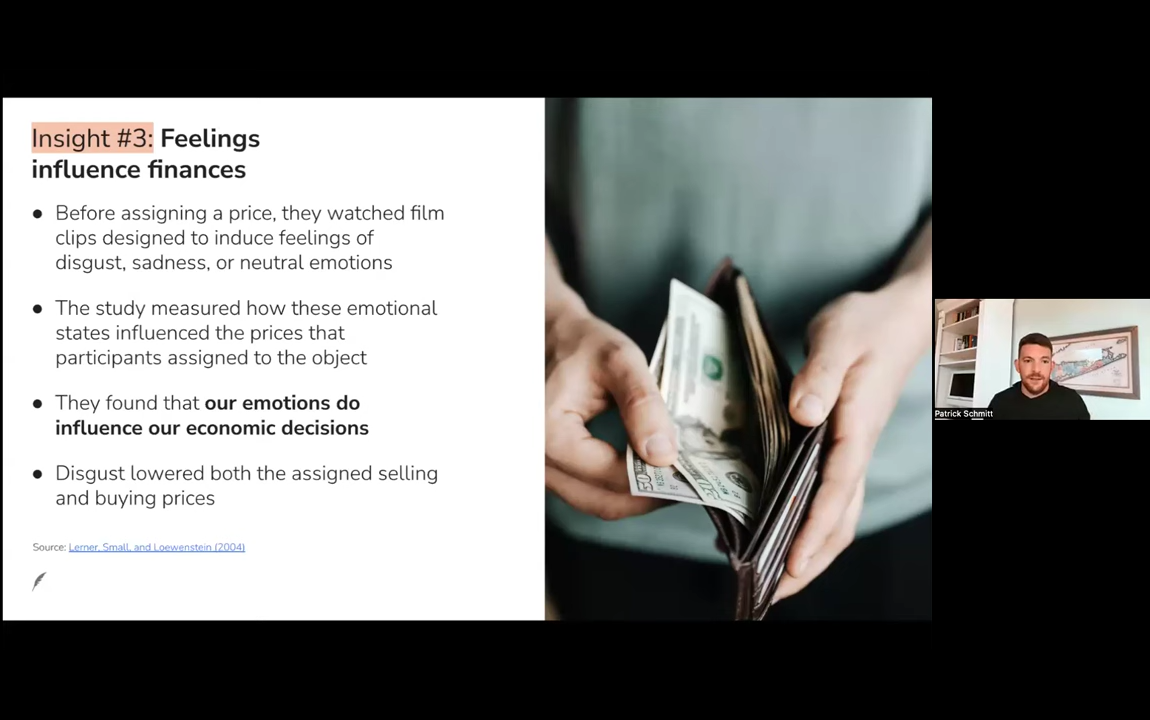 Insight #3: Feelings
influence finances
● Before assigning a price, they watched film
clips designed to induce feelings of
disgust, sadness, or neutral emotions
● The study measured how these emotional
states influenced the prices that
participants assigned to the object
● They found that our emotions do
influence our economic decisions
● Disgust lowered both the assigned selling
and buying prices
Source: Lerner, Small, and Loewenstein (2004)
50
Patrick Schmitt